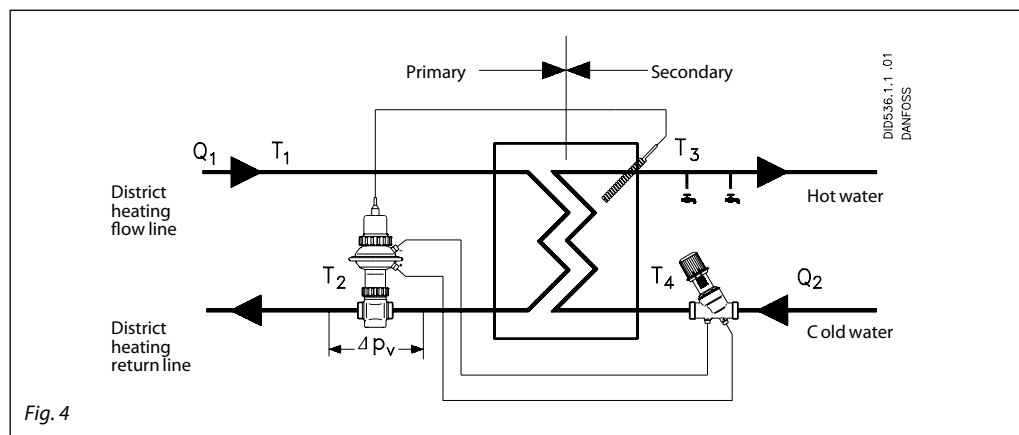 Primary
Secondary
DID536.1.1 .01
DANFOSS
Q1
T1
T3
District
heating
flow line
Hot water
T2
T4
Q2
District
heating
return line
Δpv
C old water
Fig. 4